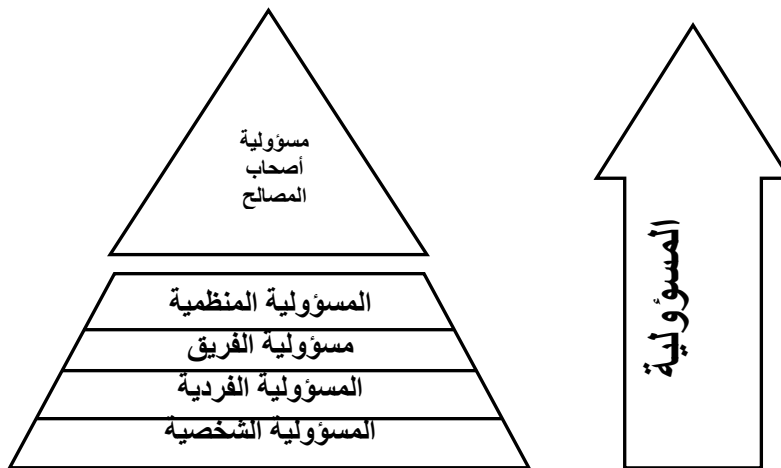 مسؤولية
أصحاب
المصالح
المسؤولية المنظمية
مسؤولية الفريق
المسؤولية الفردية
المسؤولية الشخصية
المسؤولية